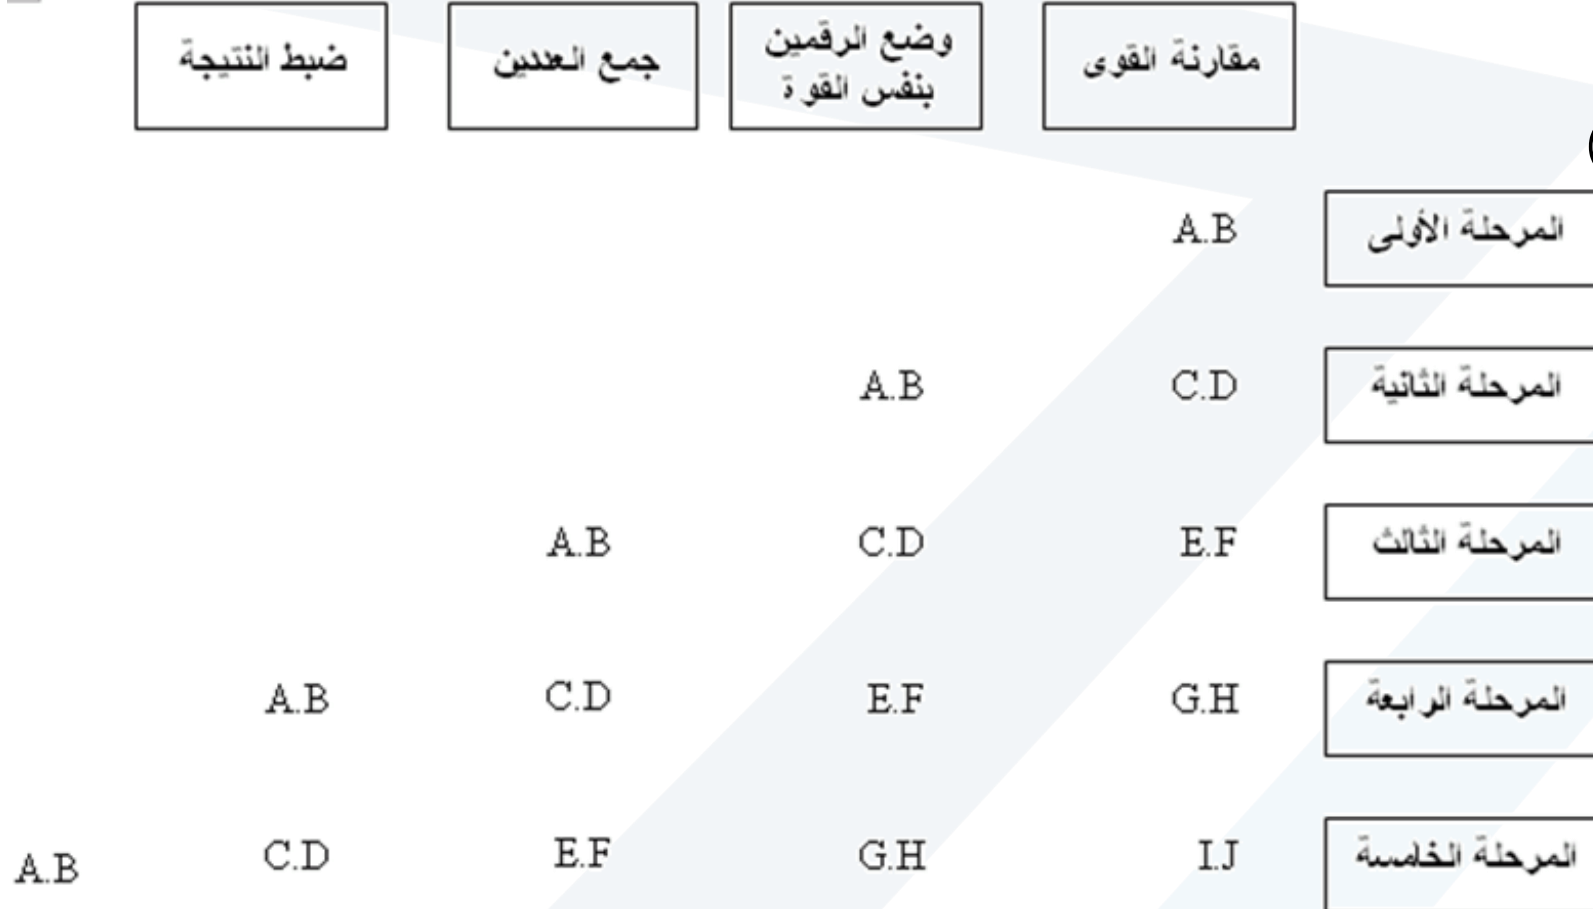 مقارنة القوى
وضع الرقمين
بنفس القوة
جمع العددين
ضبط النتيجة
المرحلة الأولى
A.B
المرحلة الثانية
C.D A.B
المرحلة الثالث
E.F C.D A.B
المرحلة الرابعة
G.H E.F C.D A.B
المرحلة الخامسة
I.J G.H E.F C.D A.B